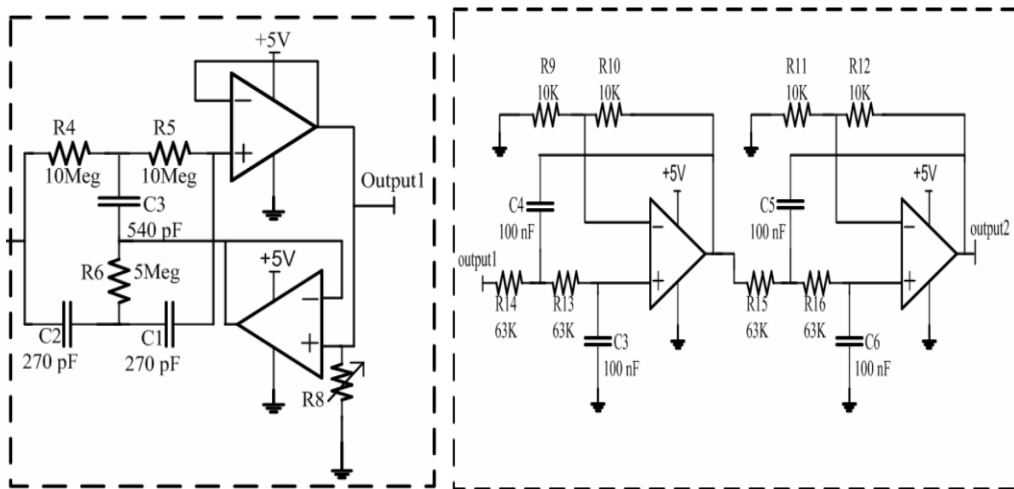 +5V
R4
R5
10Meg
10Meg
C3
540 pF
Output1
R6
5Meg
+5V
C2
C1
270 pF
270 pF
R8
R9
R10
10K
10K
C4
100 nF
+5V
output1
R14
R13
63K
63K
C3
100 nF
R11
R12
10K
10K
C5
100 nF
+5V
output2
R15
R16
63K
63K
C6
100 nF